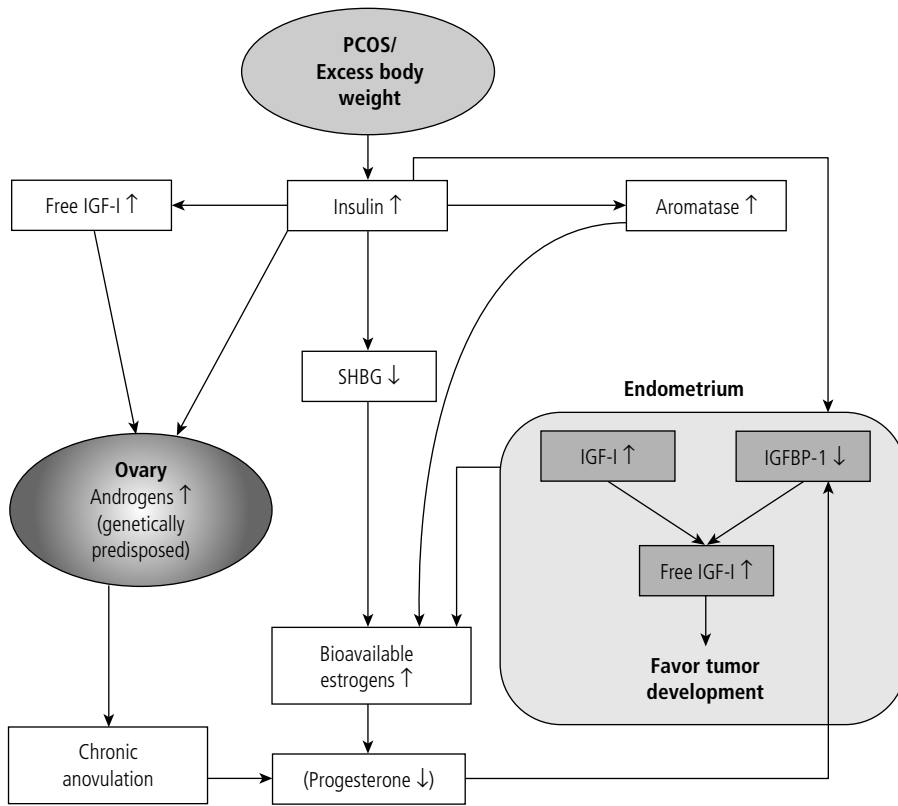 PCOS/
Excess body
weight
Free IGF-I ↑
Insulin ↑
Aromatase ↑
SHBG ↓
Endometrium
IGF-I ↑
IGFBP-1 ↓
Ovary
Androgens ↑
(genetically
predisposed)
Free IGF-I ↑
Bioavailable
estrogens ↑
Favor tumor
development
Chronic
anovulation
(Progesterone ↓)